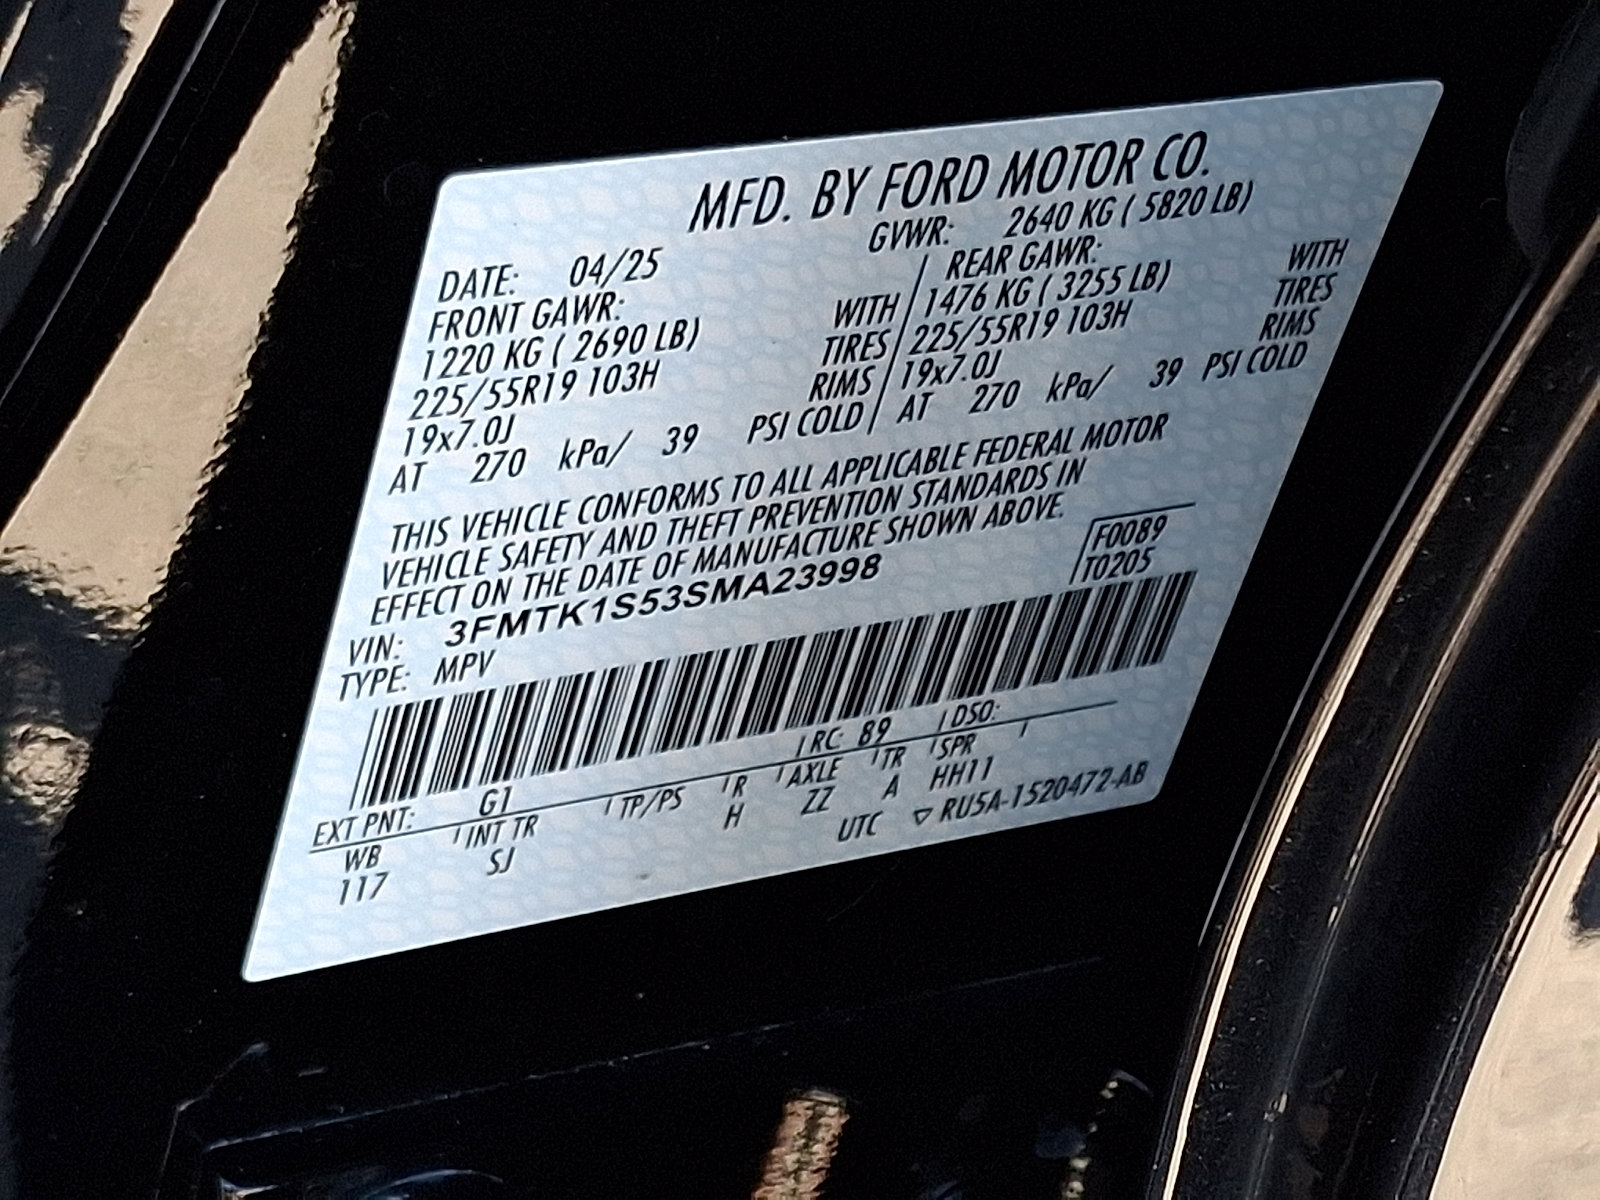 MFD. BY FORD MOTOR CO.
DATE: 04/25 GVWR: 2640 KG ( 5820 LB)
FRONT GAWR: REAR GAWR:
1220 KG ( 2690 LB) WITH 1476 KG ( 3255 LB) WITH
225/55R19 103H TIRES 225/55R19 103H TIRES
19x7.0J RIMS 19x7.0J RIMS
AT 270 kPa/ 39 PSI COLD AT 270 kPa/ 39 PSI COLD
THIS VEHICLE CONFORMS TO ALL APPLICABLE FEDERAL MOTOR
VEHICLE SAFETY AND THEFT PREVENTION STANDARDS IN
EFFECT ON THE DATE OF MANUFACTURE SHOWN ABOVE.
VIN: 3FMTK1S53SMA23998 F0089
TYPE: MPV T0205
EXT PNT: G1 RC: 89 DSO:
WB INT TR TP/PS R AXLE TR SPR
117 SJ H ZZ A HH11
UTC ▽ RU5A-1520472-AB